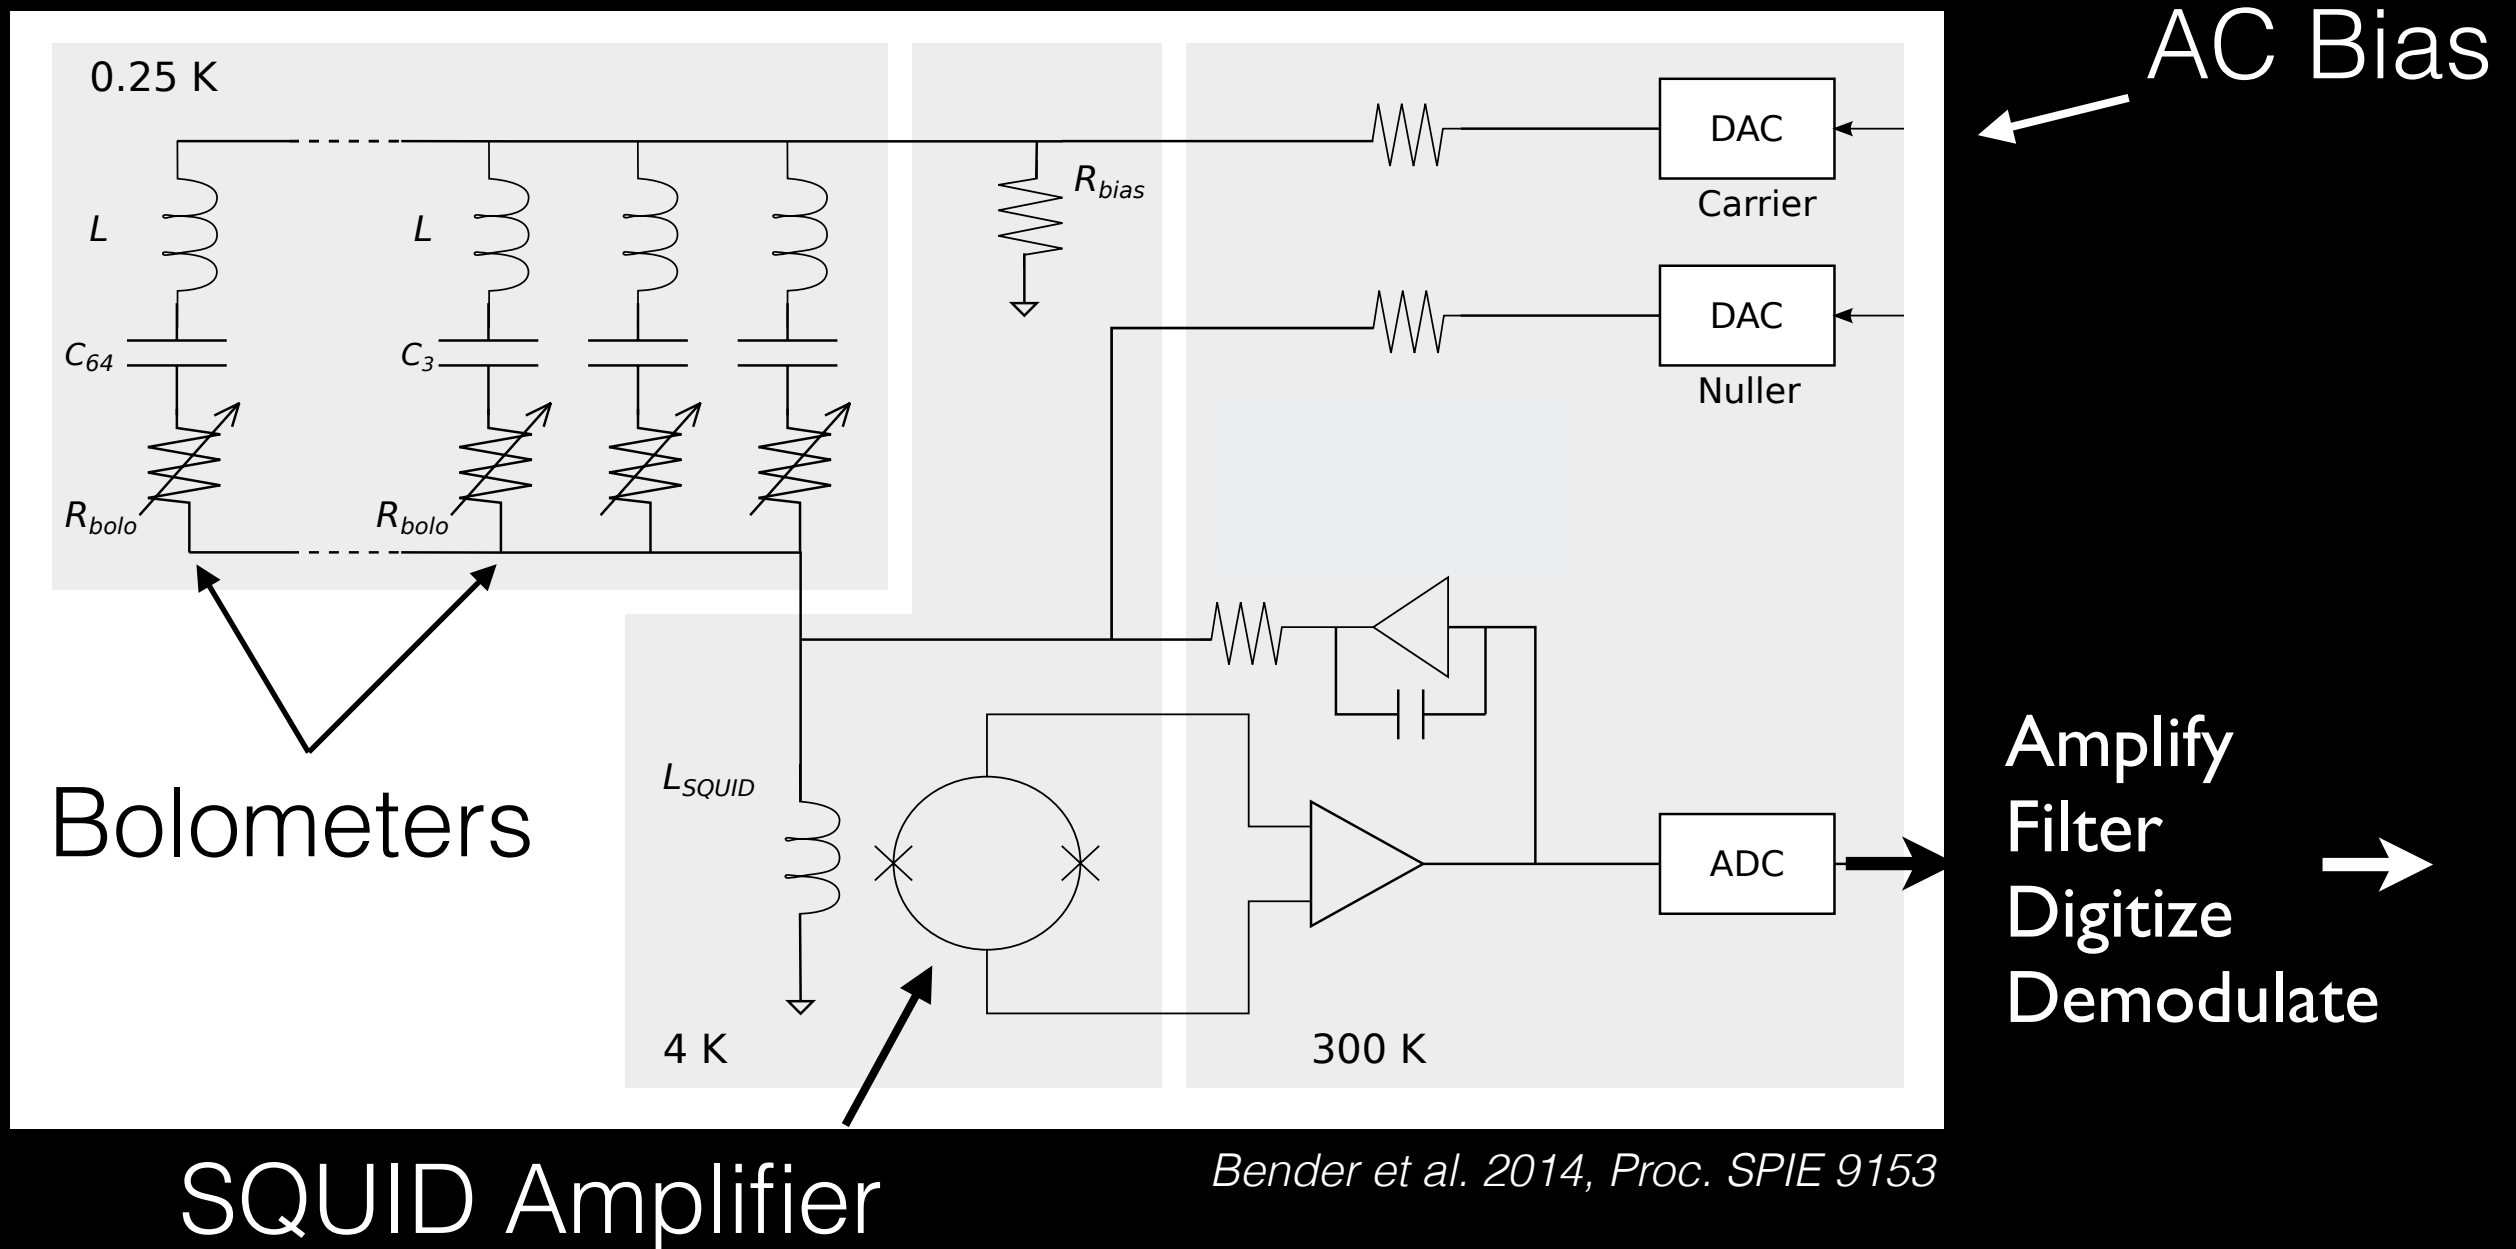 AC Bias
0.25 K
DAC
R_bias
Carrier
L
L
DAC
C_64
C_3
Nuller
R_bolo
R_bolo
Amplify
L_SQUID
Bolometers
Filter
ADC
Digitize
Demodulate
4 K
300 K
Bender et al. 2014, Proc. SPIE 9153
SQUID Amplifier